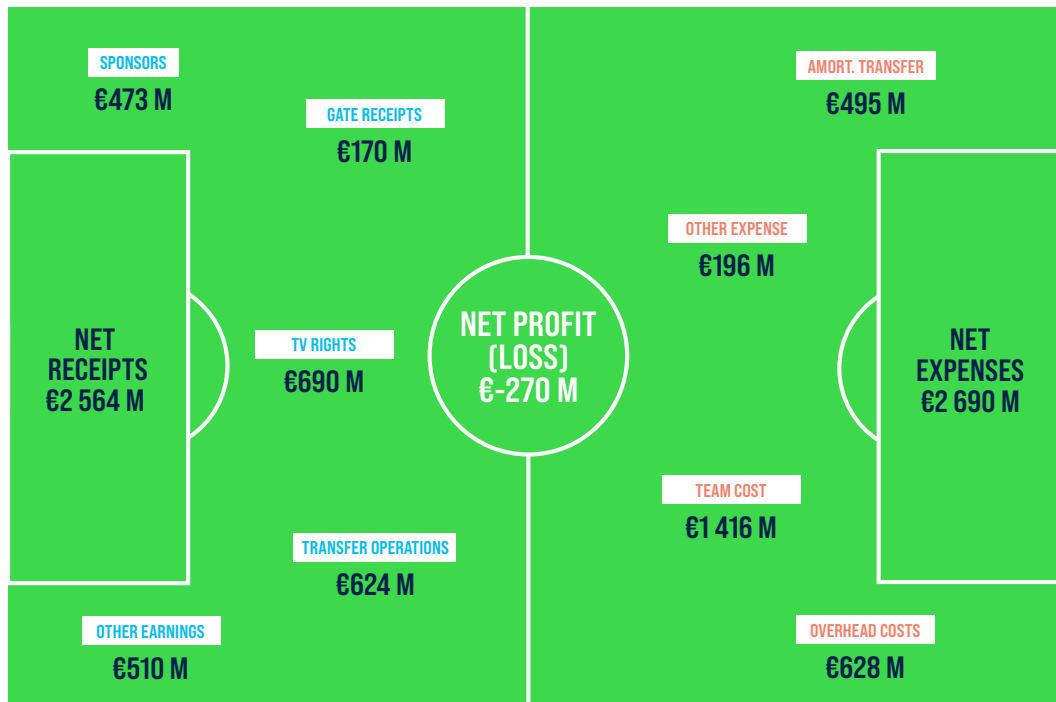 SPONSORS
€473 M
GATE RECEIPTS
€170 M
NET
RECEIPTS
€2 564 M
TV RIGHTS
€690 M
TRANSFER OPERATIONS
€624 M
OTHER EARNINGS
€510 M
NET PROFIT
(LOSS)
€-270 M
AMORT. TRANSFER
€495 M
OTHER EXPENSE
€196 M
NET
EXPENSES
€2 690 M
TEAM COST
€1 416 M
OVERHEAD COSTS
€628 M